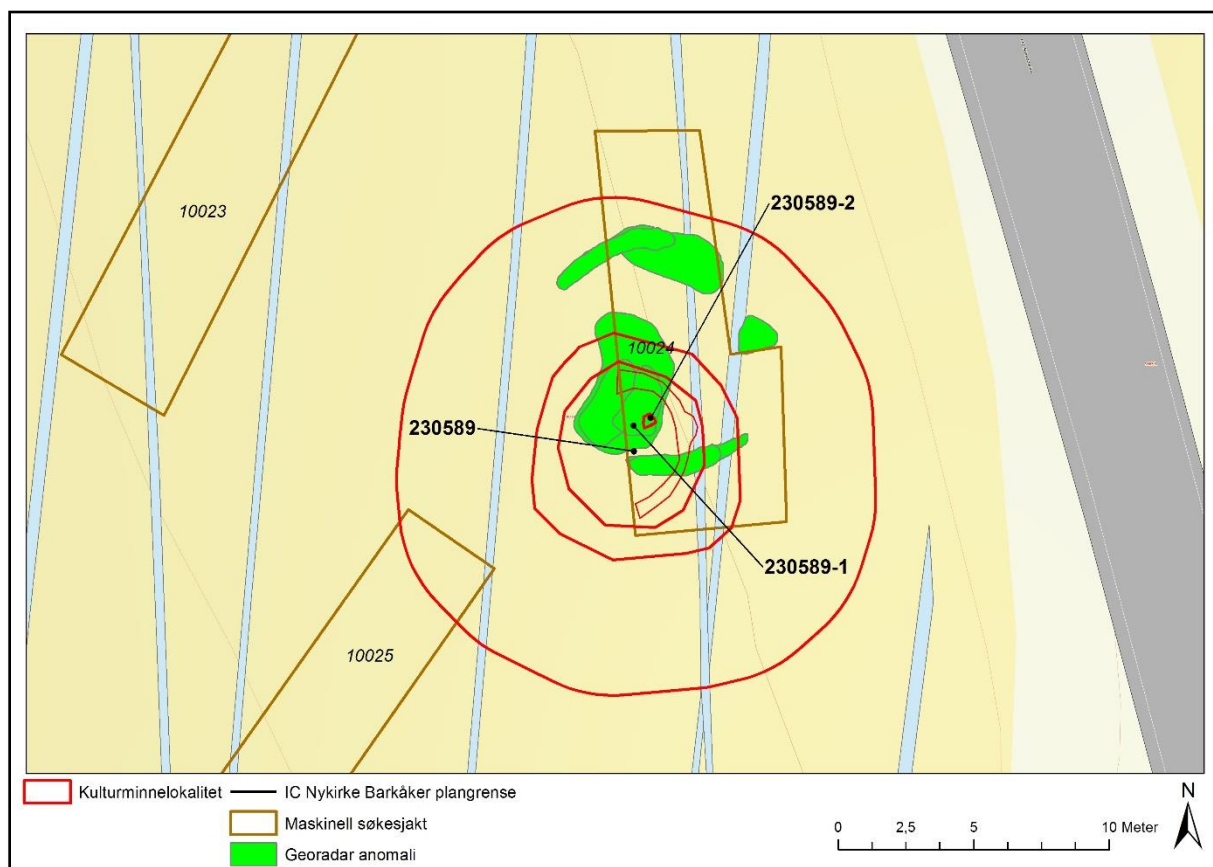 230589-2
10023
10024
230589
230589-1
10025
Kulturminnelokalitet
IC Nykirke Barkåker plangrense
Maskinell søkesjakt
Georadar anomali
N
0 2,5 5 10 Meter